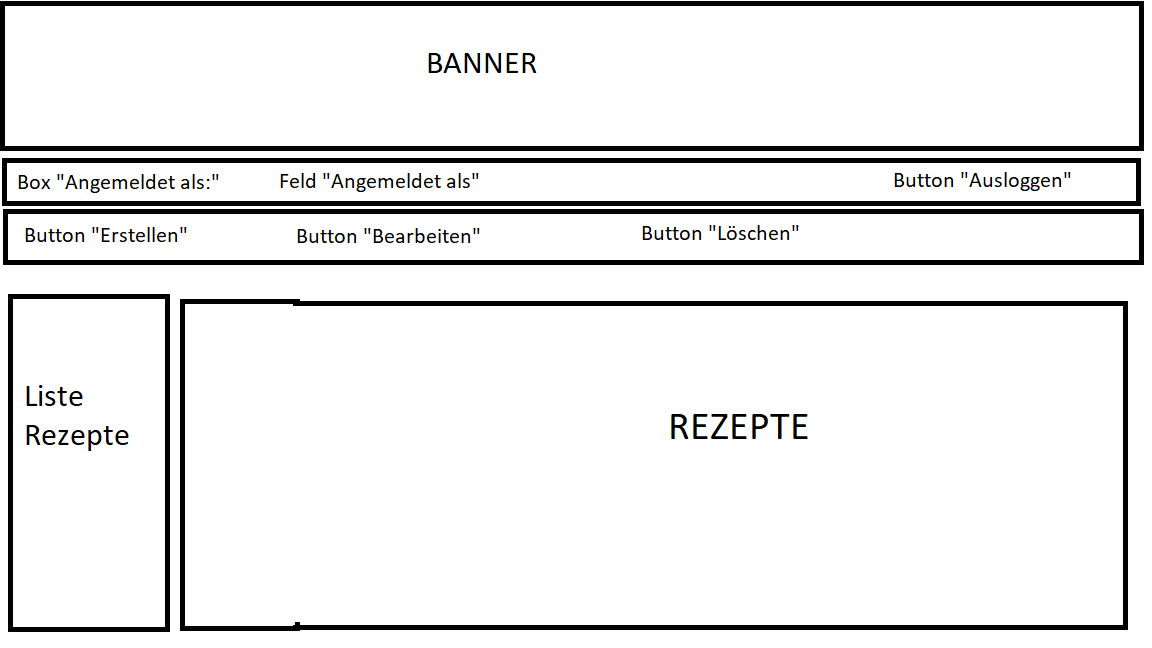 BANNER
Box "Angemeldet als:" Feld "Angemeldet als" Button "Ausloggen"
Button "Erstellen" Button "Bearbeiten" Button "Löschen"
Liste
Rezepte
REZEPTE